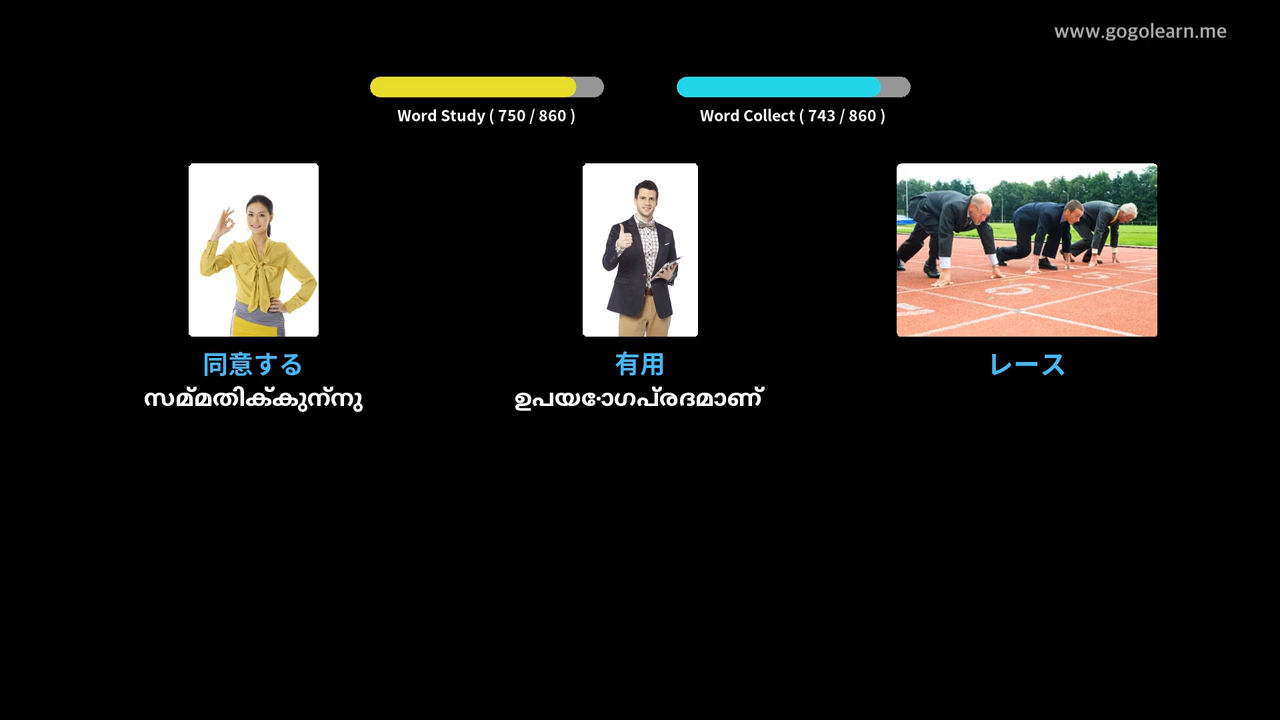 www.gogolearn.me
Word Study ( 750 / 860 )
Word Collect ( 743 / 860 )
同意する
有用
レース
സമ്മതിക്കുന്നു
ഉപയോഗപ്രദമാണ്